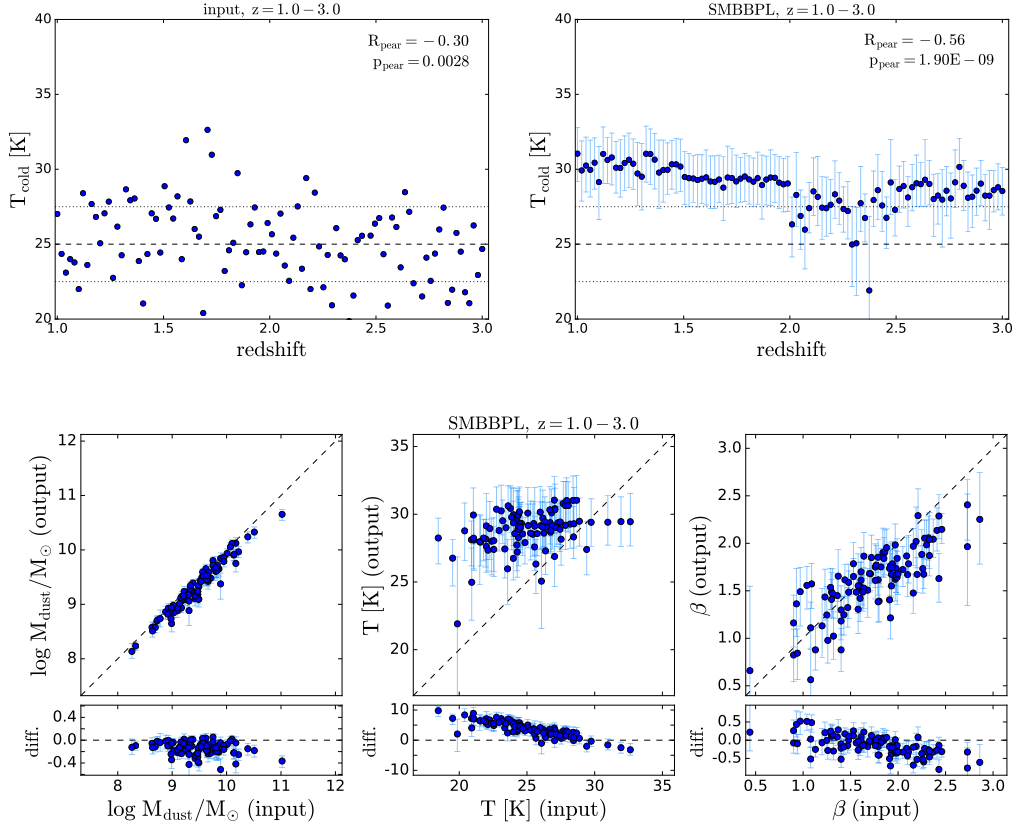 input, z = 1.0 − 3.0
R_pear = −0.30
p_pear = 0.0028
T_cold [K]
40
35
30
25
20
1.0 1.5 2.0 2.5 3.0
redshift
SMBBPL, z = 1.0 − 3.0
R_pear = −0.56
p_pear = 1.90E − 09
T_cold [K]
40
35
30
25
20
1.0 1.5 2.0 2.5 3.0
redshift
log M_dust/M_⊙ (output)
12
11
10
9
8
diff.
0.4
0.0
-0.4
8 9 10 11 12
log M_dust/M_⊙ (input)
SMBBPL, z = 1.0 − 3.0
T [K] (output)
35
30
25
20
diff.
10
0
-10
20 25 30 35
T [K] (input)
β (output)
3.0
2.5
2.0
1.5
1.0
0.5
diff.
0.5
0.0
-0.5
0.5 1.0 1.5 2.0 2.5 3.0
β (input)